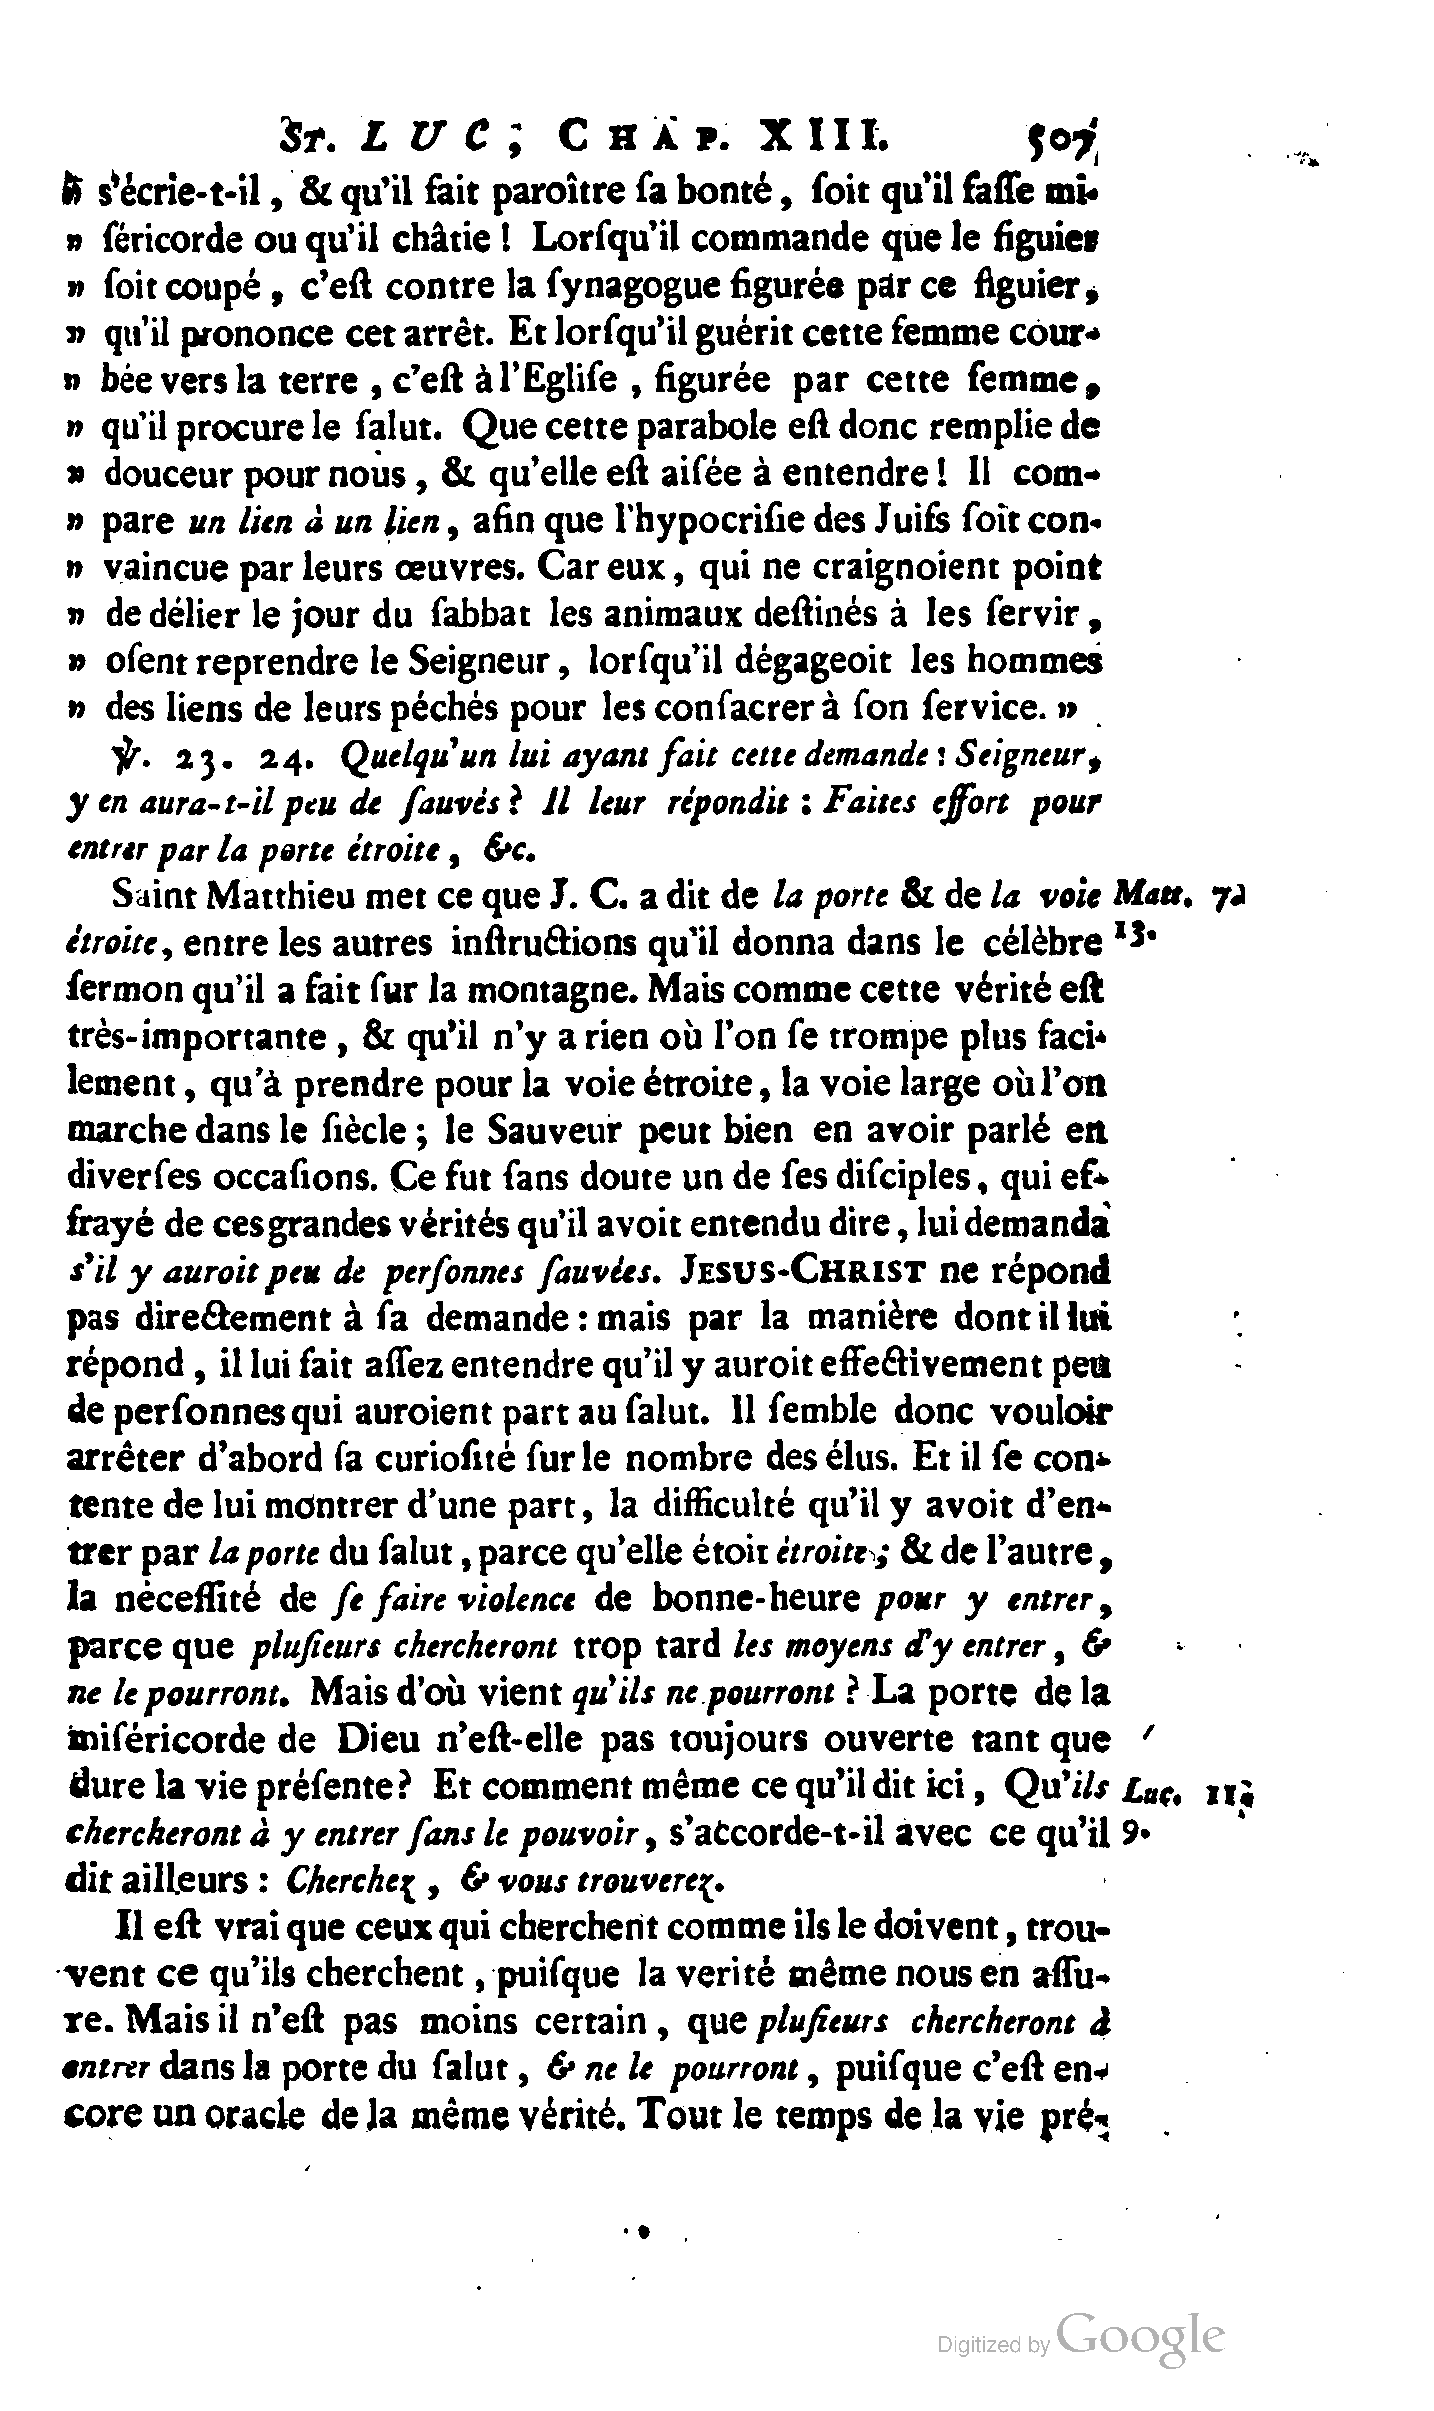 ST. LUC, CHAP. XIII. 507
» s'écrie-t-il, & qu'il fait paroître ſa bonté, ſoit qu'il faſſe mi-
» ſéricorde ou qu'il châtie ! Lorſqu'il commande que le figuier
» ſoit coupé, c'eſt contre la ſynagogue figurée par ce figuier,
» qu'il prononce cet arrêt. Et lorſqu'il guérit cette femme cour-
» bée vers la terre, c'eſt à l'Egliſe, figurée par cette femme,
» qu'il procure le ſalut. Que cette parabole eſt donc remplie de
» douceur pour nous, & qu'elle eſt aiſée à entendre ! Il com-
» pare un lien à un lien, afin que l'hypocriſie des Juifs ſoit con-
» vaincue par leurs œuvres. Car eux, qui ne craignoient point
» de délier le jour du ſabbat les animaux deſtinés à les ſervir,
» oſent reprendre le Seigneur, lorſqu'il dégageoit les hommes
» des liens de leurs péchés pour les conſacrer à ſon ſervice. »
℣. 23. 24. Quelqu'un lui ayant fait cette demande : Seigneur,
y en aura-t-il peu de ſauvés ? Il leur répondit : Faites effort pour
entrer par la porte étroite, &c.
Saint Matthieu met ce que J. C. a dit de la porte & de la voie Matt. 7.
étroite, entre les autres inſtructions qu'il donna dans le célèbre 13.
ſermon qu'il a fait ſur la montagne. Mais comme cette vérité eſt
très-importante, & qu'il n'y a rien où l'on ſe trompe plus faci-
lement, qu'à prendre pour la voie étroite, la voie large où l'on
marche dans le ſiècle ; le Sauveur peut bien en avoir parlé en
diverſes occaſions. Ce fut ſans doute un de ſes diſciples, qui ef-
frayé de ces grandes vérités qu'il avoit entendu dire, lui demanda
s'il y auroit peu de perſonnes ſauvées. JESUS-CHRIST ne répond
pas directement à ſa demande : mais par la manière dont il lui
répond, il lui fait aſſez entendre qu'il y auroit effectivement peu
de perſonnes qui auroient part au ſalut. Il ſemble donc vouloir
arrêter d'abord ſa curioſité ſur le nombre des élus. Et il ſe con-
tente de lui montrer d'une part, la difficulté qu'il y avoit d'en-
trer par la porte du ſalut, parce qu'elle étoit étroite ; & de l'autre,
la néceſſité de ſe faire violence de bonne-heure pour y entrer,
parce que pluſieurs chercheront trop tard les moyens d'y entrer, &
ne le pourront. Mais d'où vient qu'ils ne pourront ? La porte de la
miſéricorde de Dieu n'eſt-elle pas toujours ouverte tant que
dure la vie préſente? Et comment même ce qu'il dit ici, Qu'ils Luc. 11.
chercheront à y entrer ſans le pouvoir, s'accorde-t-il avec ce qu'il 9.
dit ailleurs : Cherchez, & vous trouverez.
Il eſt vrai que ceux qui cherchent comme ils le doivent, trou-
vent ce qu'ils cherchent, puiſque la verité même nous en aſſu-
re. Mais il n'eſt pas moins certain, que pluſieurs chercheront à
entrer dans la porte du ſalut, & ne le pourront, puiſque c'eſt en-
core un oracle de la même vérité. Tout le temps de la vie pré-
Digitized by Google